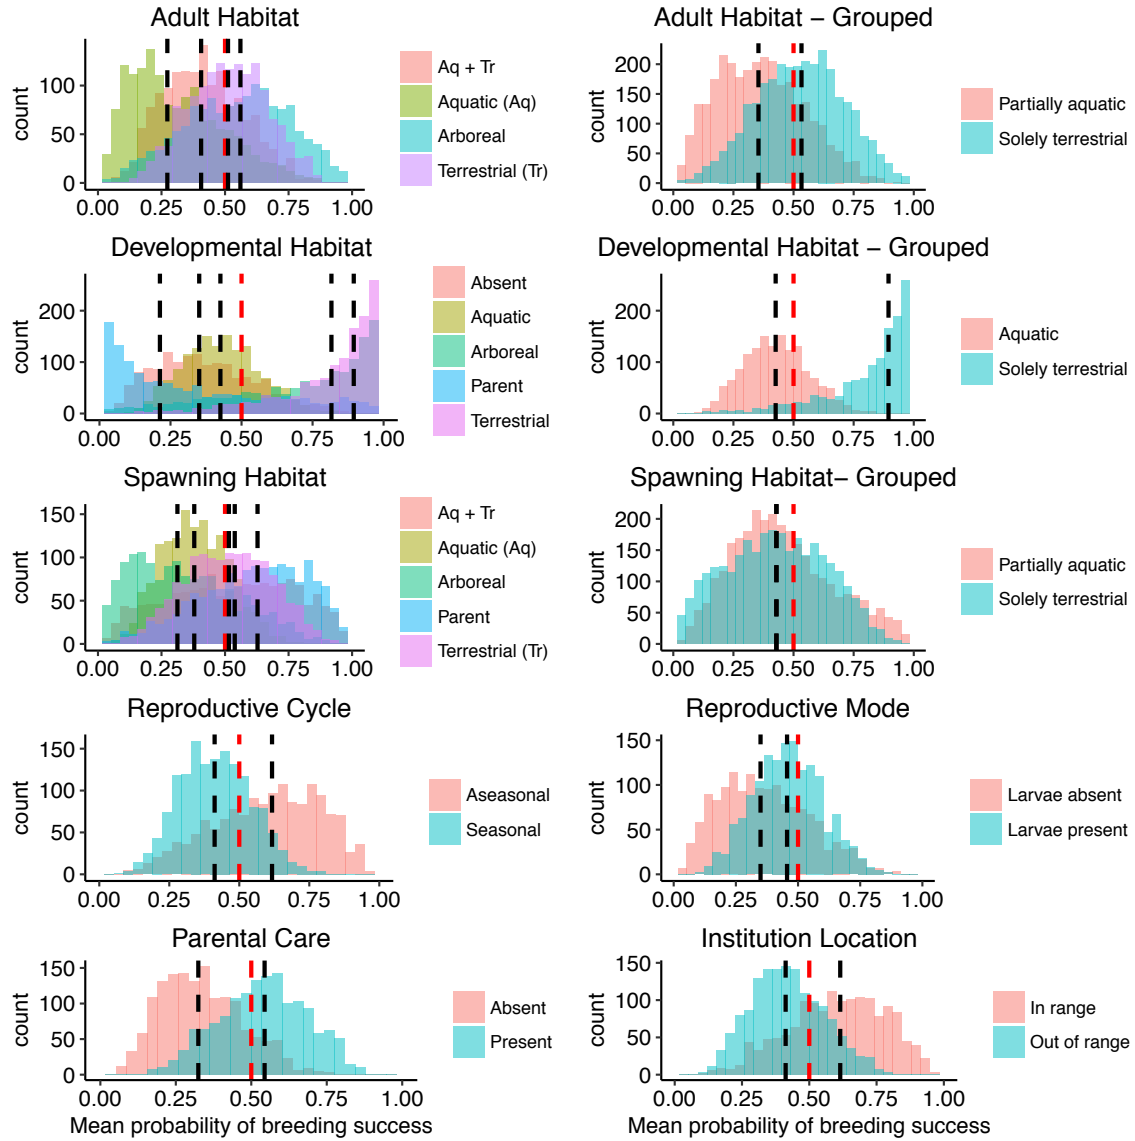 Adult Habitat
count
100
50
0
0.00 0.25 0.50 0.75 1.00
Aq + Tr
Aquatic (Aq)
Arboreal
Terrestrial (Tr)
Adult Habitat – Grouped
count
200
150
100
50
0
0.00 0.25 0.50 0.75 1.00
Partially aquatic
Solely terrestrial
Developmental Habitat
count
200
100
0
0.00 0.25 0.50 0.75 1.00
Absent
Aquatic
Arboreal
Parent
Terrestrial
Developmental Habitat – Grouped
count
200
100
0
0.00 0.25 0.50 0.75 1.00
Aquatic
Solely terrestrial
Spawning Habitat
count
150
100
50
0
0.00 0.25 0.50 0.75 1.00
Aq + Tr
Aquatic (Aq)
Arboreal
Parent
Terrestrial (Tr)
Spawning Habitat– Grouped
count
200
150
100
50
0
0.00 0.25 0.50 0.75 1.00
Partially aquatic
Solely terrestrial
Reproductive Cycle
count
150
100
50
0
0.00 0.25 0.50 0.75 1.00
Aseasonal
Seasonal
Reproductive Mode
count
150
100
50
0
0.00 0.25 0.50 0.75 1.00
Larvae absent
Larvae present
Parental Care
count
150
100
50
0
0.00 0.25 0.50 0.75 1.00
Mean probability of breeding success
Absent
Present
Institution Location
count
150
100
50
0
0.00 0.25 0.50 0.75 1.00
Mean probability of breeding success
In range
Out of range